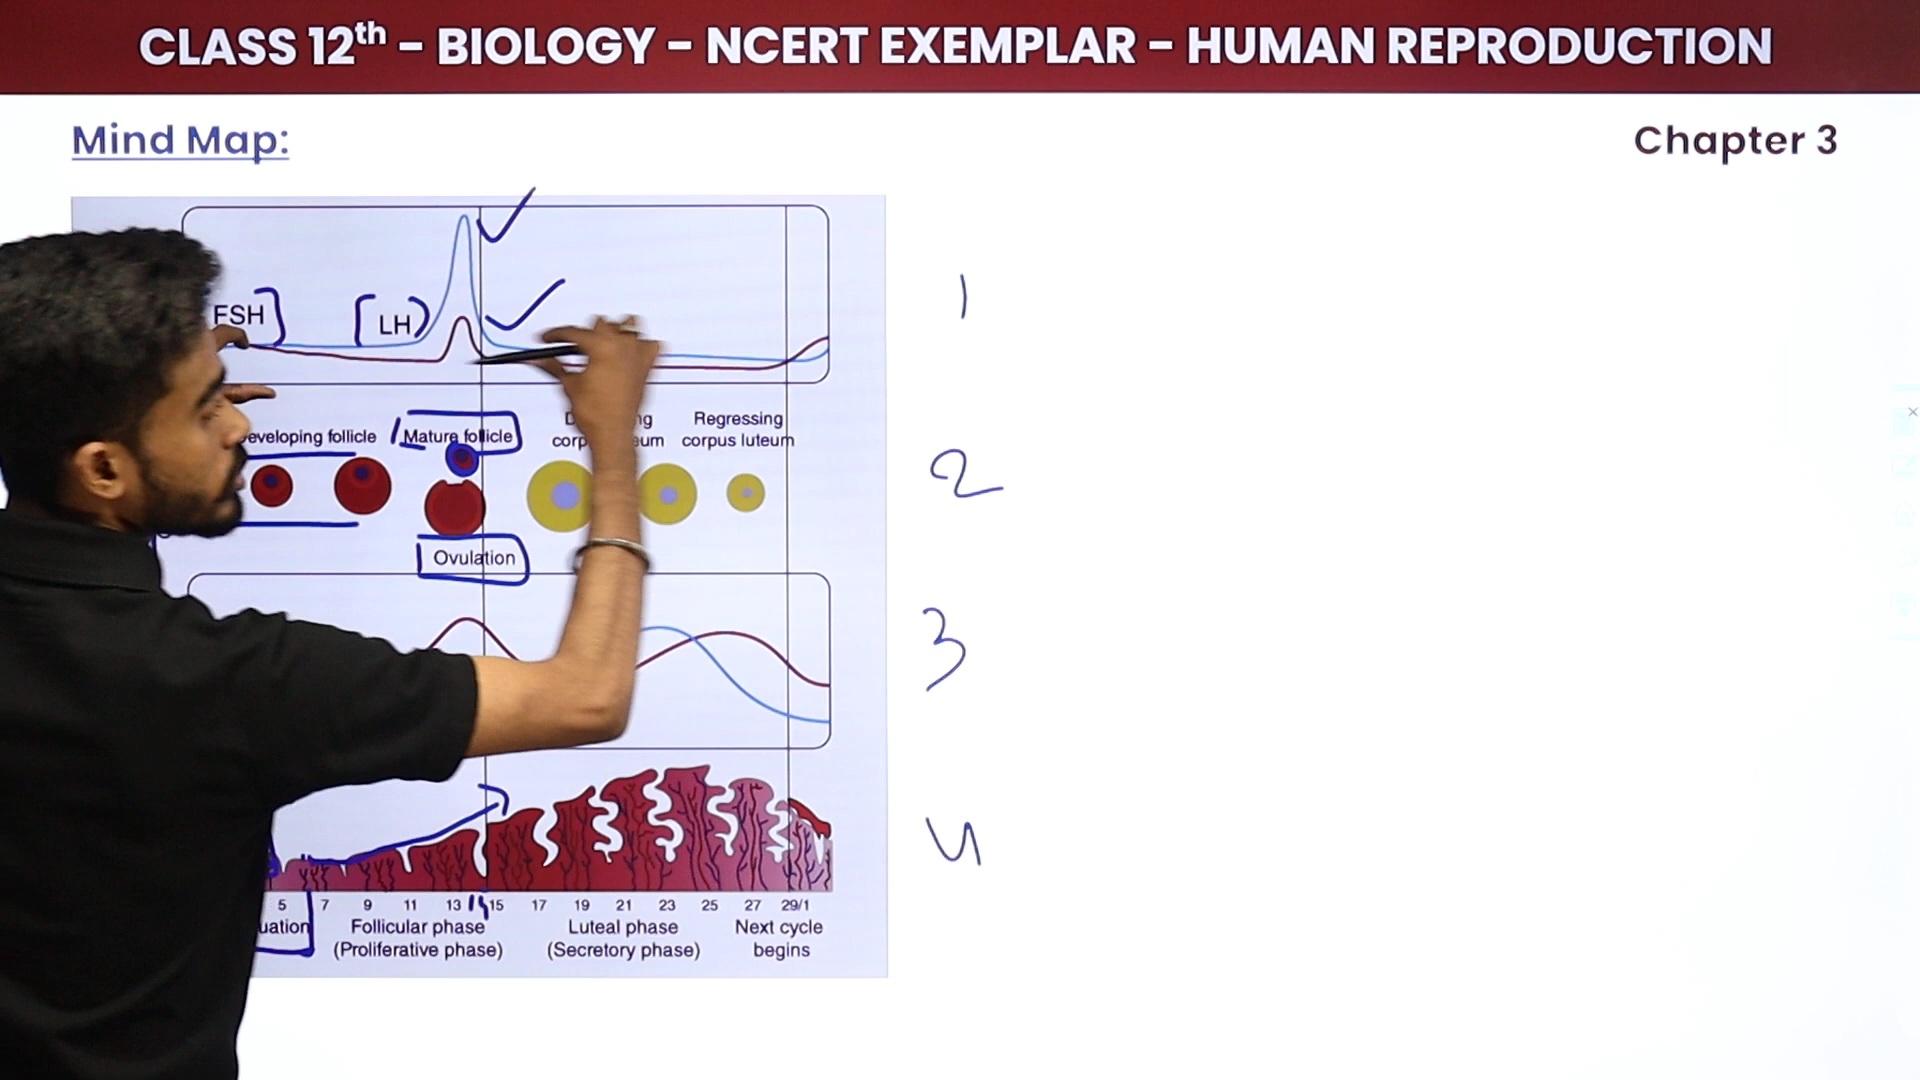 CLASS 12th – BIOLOGY – NCERT EXEMPLAR – HUMAN REPRODUCTION
Mind Map:
Chapter 3
FSH
LH
1
Regressing
corpus luteum
Mature follicle
follicle
2
Ovulation
3
4
5 7 9 11 13 14 15 17 19 21 23 25 27 29/1
Follicular phase
(Proliferative phase)
Luteal phase
(Secretory phase)
Next cycle
begins